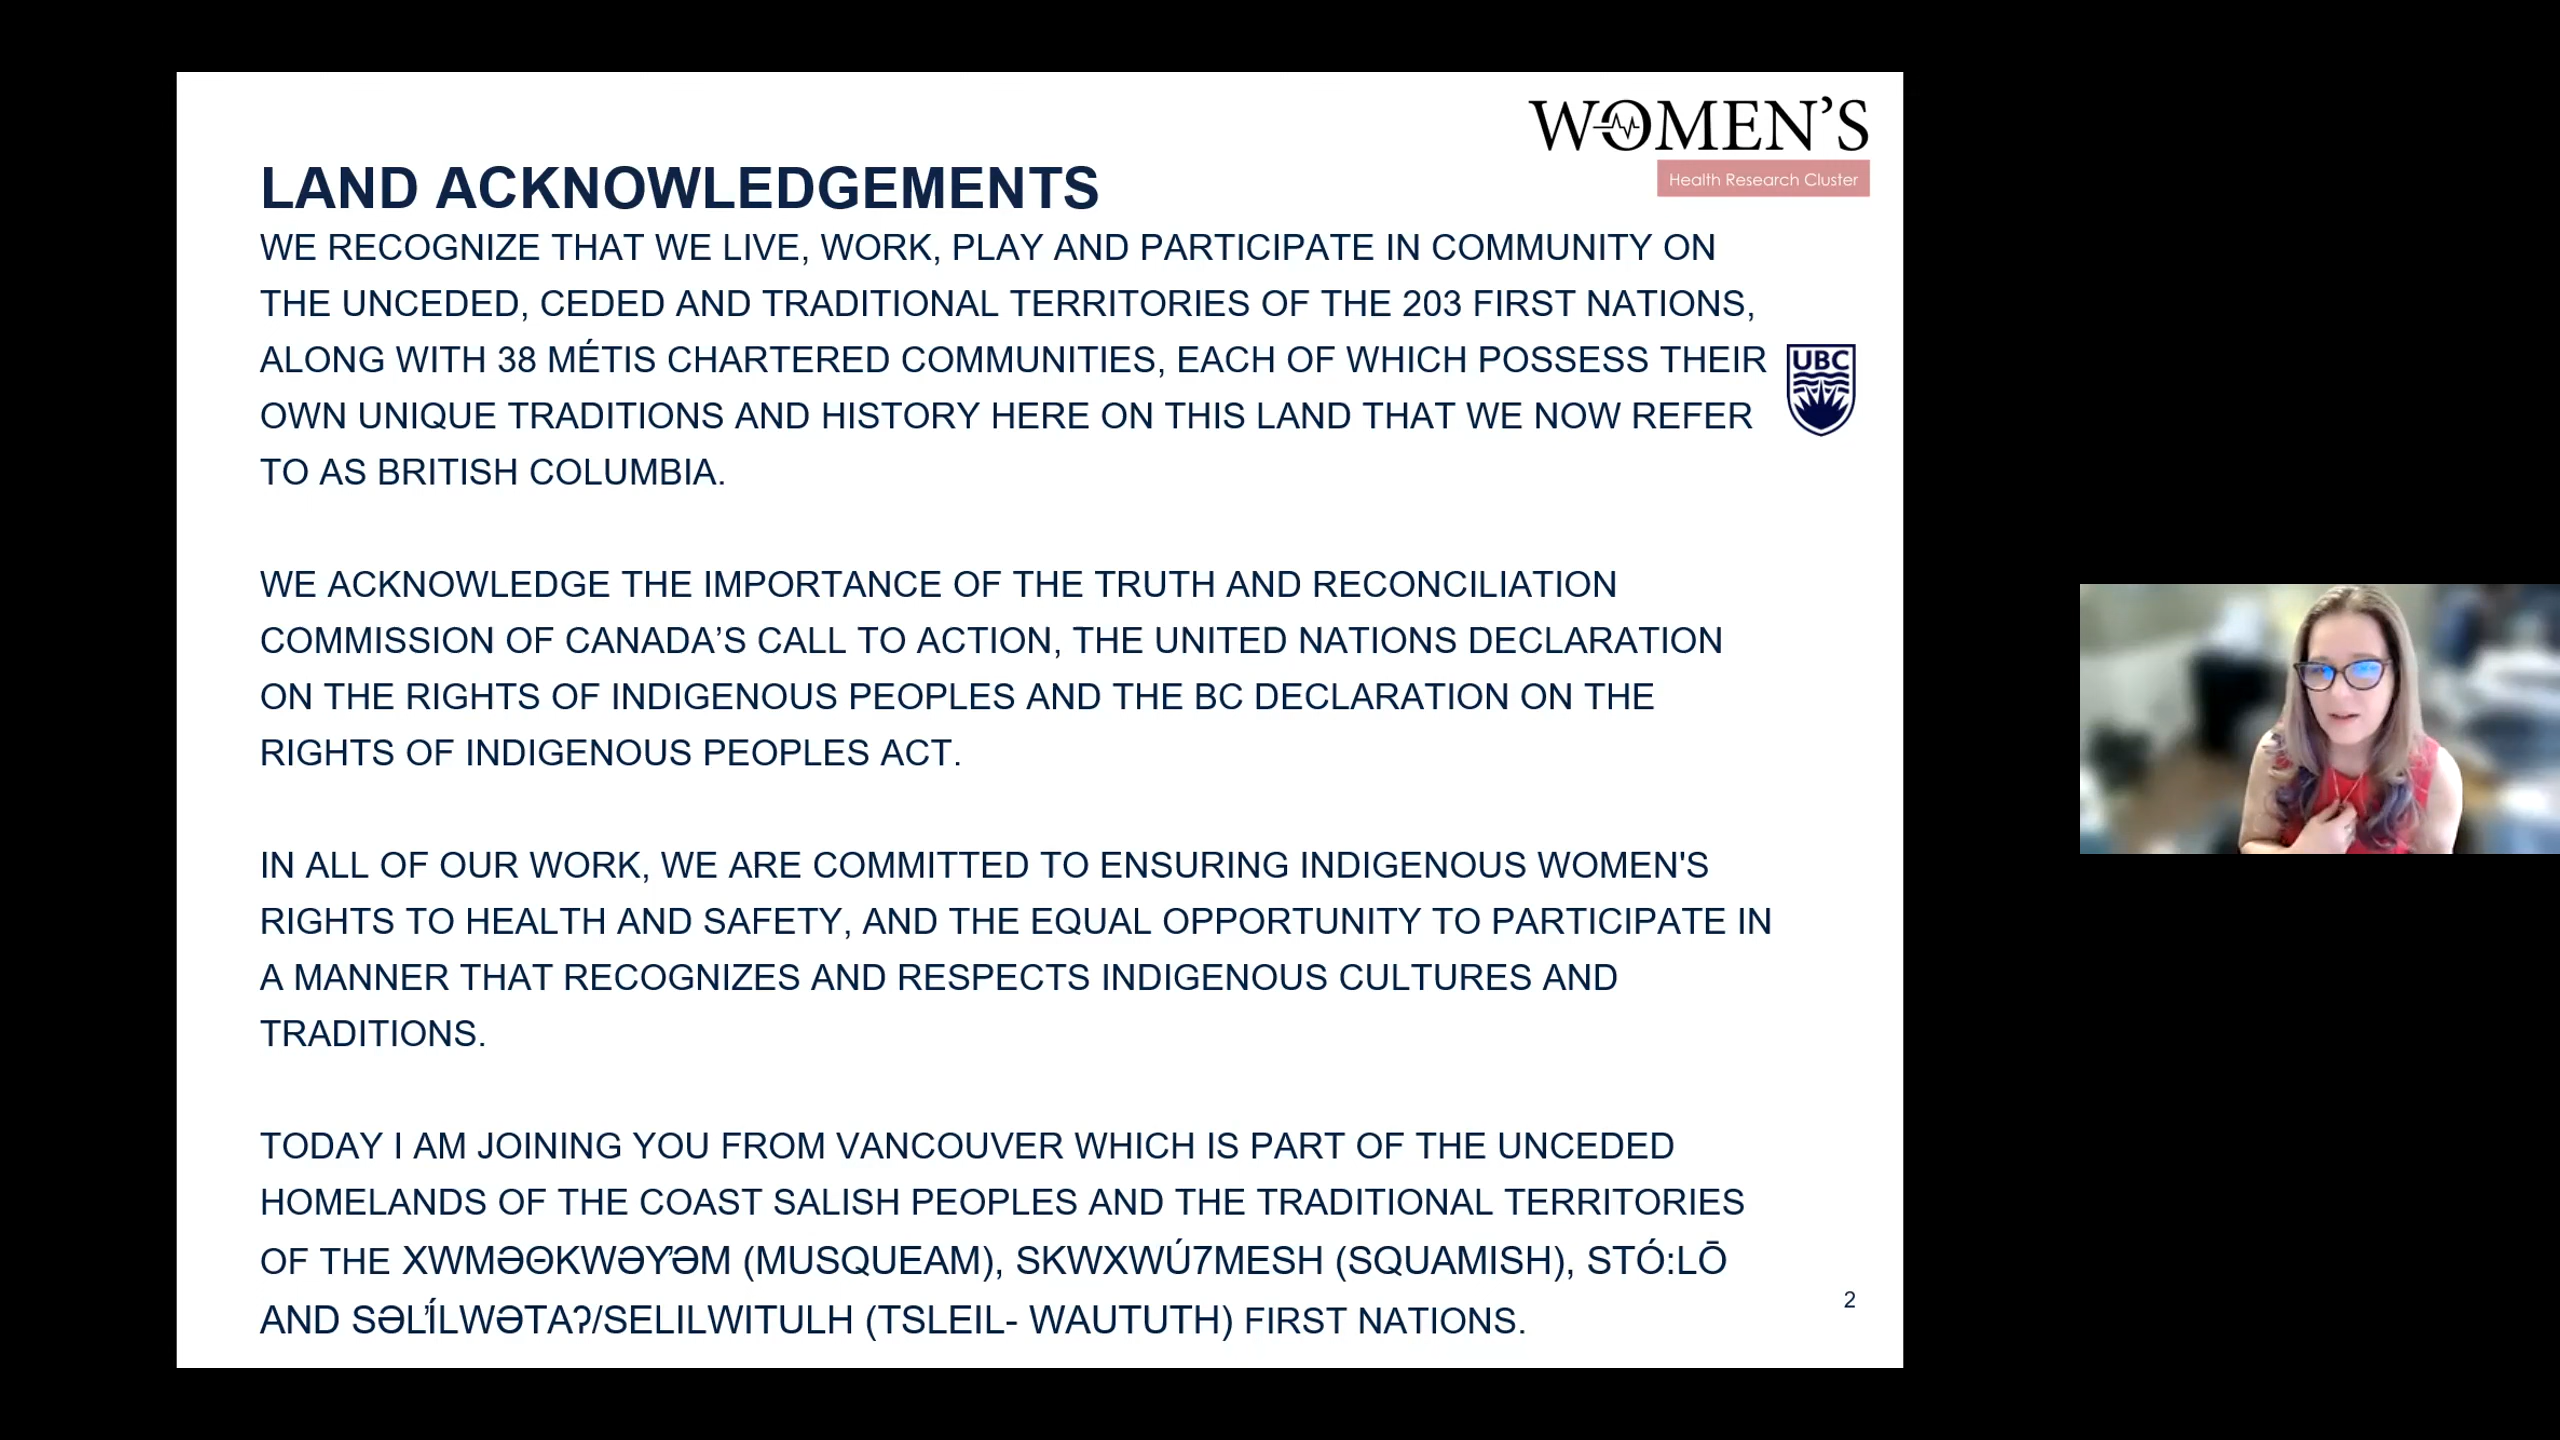 WOMEN’S
Health Research Cluster
LAND ACKNOWLEDGEMENTS
WE RECOGNIZE THAT WE LIVE, WORK, PLAY AND PARTICIPATE IN COMMUNITY ON
THE UNCEDED, CEDED AND TRADITIONAL TERRITORIES OF THE 203 FIRST NATIONS,
ALONG WITH 38 MÉTIS CHARTERED COMMUNITIES, EACH OF WHICH POSSESS THEIR
OWN UNIQUE TRADITIONS AND HISTORY HERE ON THIS LAND THAT WE NOW REFER
TO AS BRITISH COLUMBIA.
UBC
WE ACKNOWLEDGE THE IMPORTANCE OF THE TRUTH AND RECONCILIATION
COMMISSION OF CANADA’S CALL TO ACTION, THE UNITED NATIONS DECLARATION
ON THE RIGHTS OF INDIGENOUS PEOPLES AND THE BC DECLARATION ON THE
RIGHTS OF INDIGENOUS PEOPLES ACT.
IN ALL OF OUR WORK, WE ARE COMMITTED TO ENSURING INDIGENOUS WOMEN'S
RIGHTS TO HEALTH AND SAFETY, AND THE EQUAL OPPORTUNITY TO PARTICIPATE IN
A MANNER THAT RECOGNIZES AND RESPECTS INDIGENOUS CULTURES AND
TRADITIONS.
TODAY I AM JOINING YOU FROM VANCOUVER WHICH IS PART OF THE UNCEDED
HOMELANDS OF THE COAST SALISH PEOPLES AND THE TRADITIONAL TERRITORIES
OF THE XWMƏΘKWƏY̓ƏM (MUSQUEAM), SKWXWÚ7MESH (SQUAMISH), STÓ:LŌ
AND SƏL̓ÍLWƏTAʔ/SELILWITULH (TSLEIL- WAUTUTH) FIRST NATIONS.
2